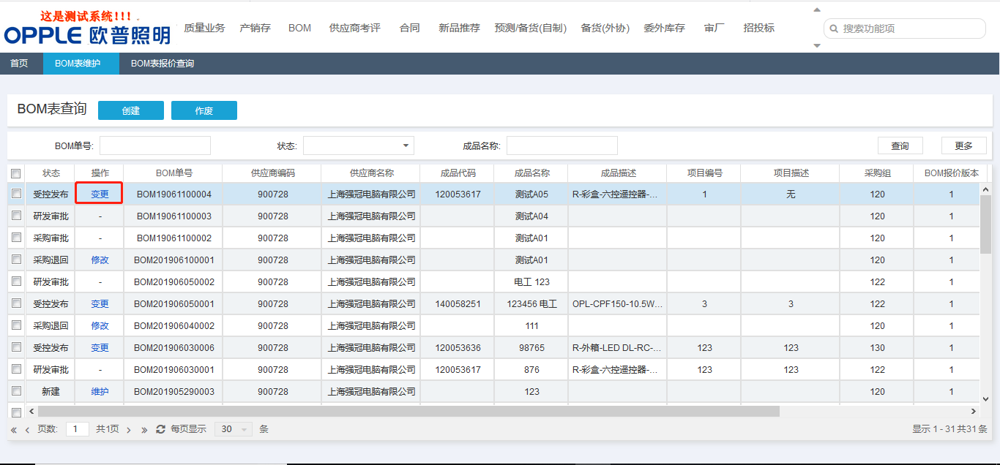 这是测试系统!!!
OPPLE 欧普照明
质量业务 产销存 BOM 供应商考评 合同 新品推荐 预测/备货(自制) 备货(外协) 委外库存 审厂 招投标
搜索功能项
首页 BOM表维护 BOM表报价查询
BOM表查询 创建 作废
BOM单号: 状态: 成品名称: 查询 更多
状态 操作 BOM单号 供应商编码 供应商名称 成品代码 成品名称 成品描述 项目编号 项目描述 采购组 BOM报价版本
受控发布 变更 BOM19061100004 900728 上海强冠电脑有限公司 120053617 测试A05 R-彩盒-六控遥控器-... 1 无 120 1
研发审批 - BOM19061100003 900728 上海强冠电脑有限公司 测试A04 120 1
采购审批 - BOM19061100002 900728 上海强冠电脑有限公司 测试A01 120 1
采购退回 修改 BOM201906100001 900728 上海强冠电脑有限公司 测试A01 120 1
研发审批 - BOM201906050002 900728 上海强冠电脑有限公司 电工 123 122 1
受控发布 变更 BOM201906050001 900728 上海强冠电脑有限公司 140058251 123456 电工 OPL-CPF150-10.5W... 3 3 122 1
采购退回 修改 BOM201906040002 900728 上海强冠电脑有限公司 111 120 1
受控发布 变更 BOM201906030006 900728 上海强冠电脑有限公司 120053636 98765 R-外箱-LED DL-RC-... 123 123 130 1
研发审批 - BOM201906030001 900728 上海强冠电脑有限公司 120053617 876 R-彩盒-六控遥控器-... 123 123 122 1
新建 维护 BOM201905290003 900728 上海强冠电脑有限公司 123 120 1
页数: 1 共1页 每页显示 30 条 显示 1 - 31 共31 条